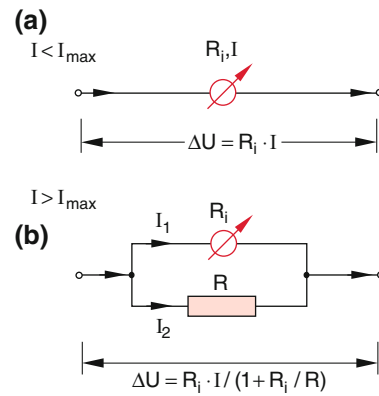 (a)
I < I_max
R_i, I
ΔU = R_i · I
I > I_max
(b)
I_1
R_i
R
I_2
ΔU = R_i · I / (1 + R_i / R)